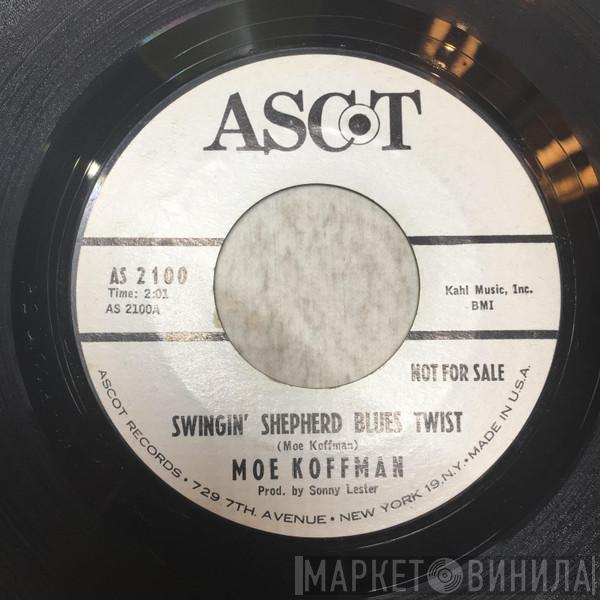 ASCOT
AS 2100
Time: 2:01
AS 2100A
Kahl Music, Inc.
BMI
NOT FOR SALE
SWINGIN' SHEPHERD BLUES TWIST
(Moe Koffman)
MOE KOFFMAN
Prod. by Sonny Lester
ASCOT RECORDS • 729 7TH. AVENUE • NEW YORK 19, N.Y. • MADE IN U.S.A.
МАРКЕТ ВИНИЛА